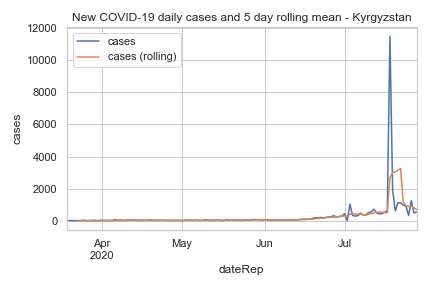 New COVID-19 daily cases and 5 day rolling mean - Kyrgyzstan
12000
cases
cases (rolling)
10000
8000
6000
4000
2000
0
cases
Apr
2020
May
Jun
Jul
dateRep